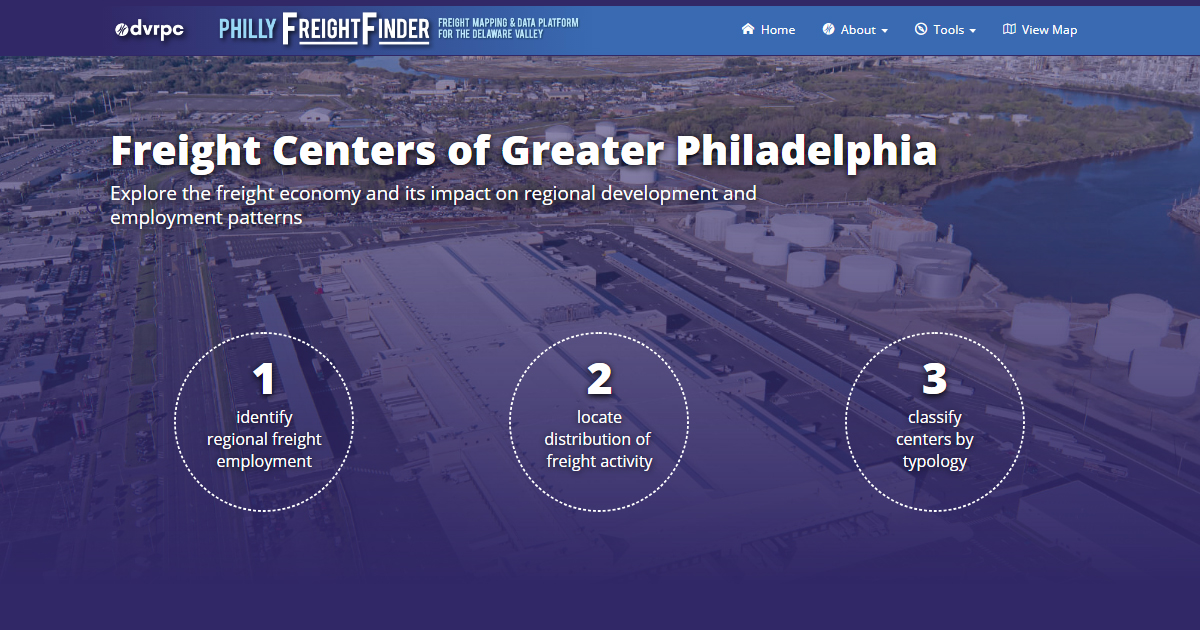 dvrpc
PHILLY FREIGHTFINDER
FREIGHT MAPPING & DATA PLATFORM
FOR THE DELAWARE VALLEY
Home
About
Tools
View Map
Freight Centers of Greater Philadelphia
Explore the freight economy and its impact on regional development and
employment patterns
1
identify
regional freight
employment
2
locate
distribution of
freight activity
3
classify
centers by
typology